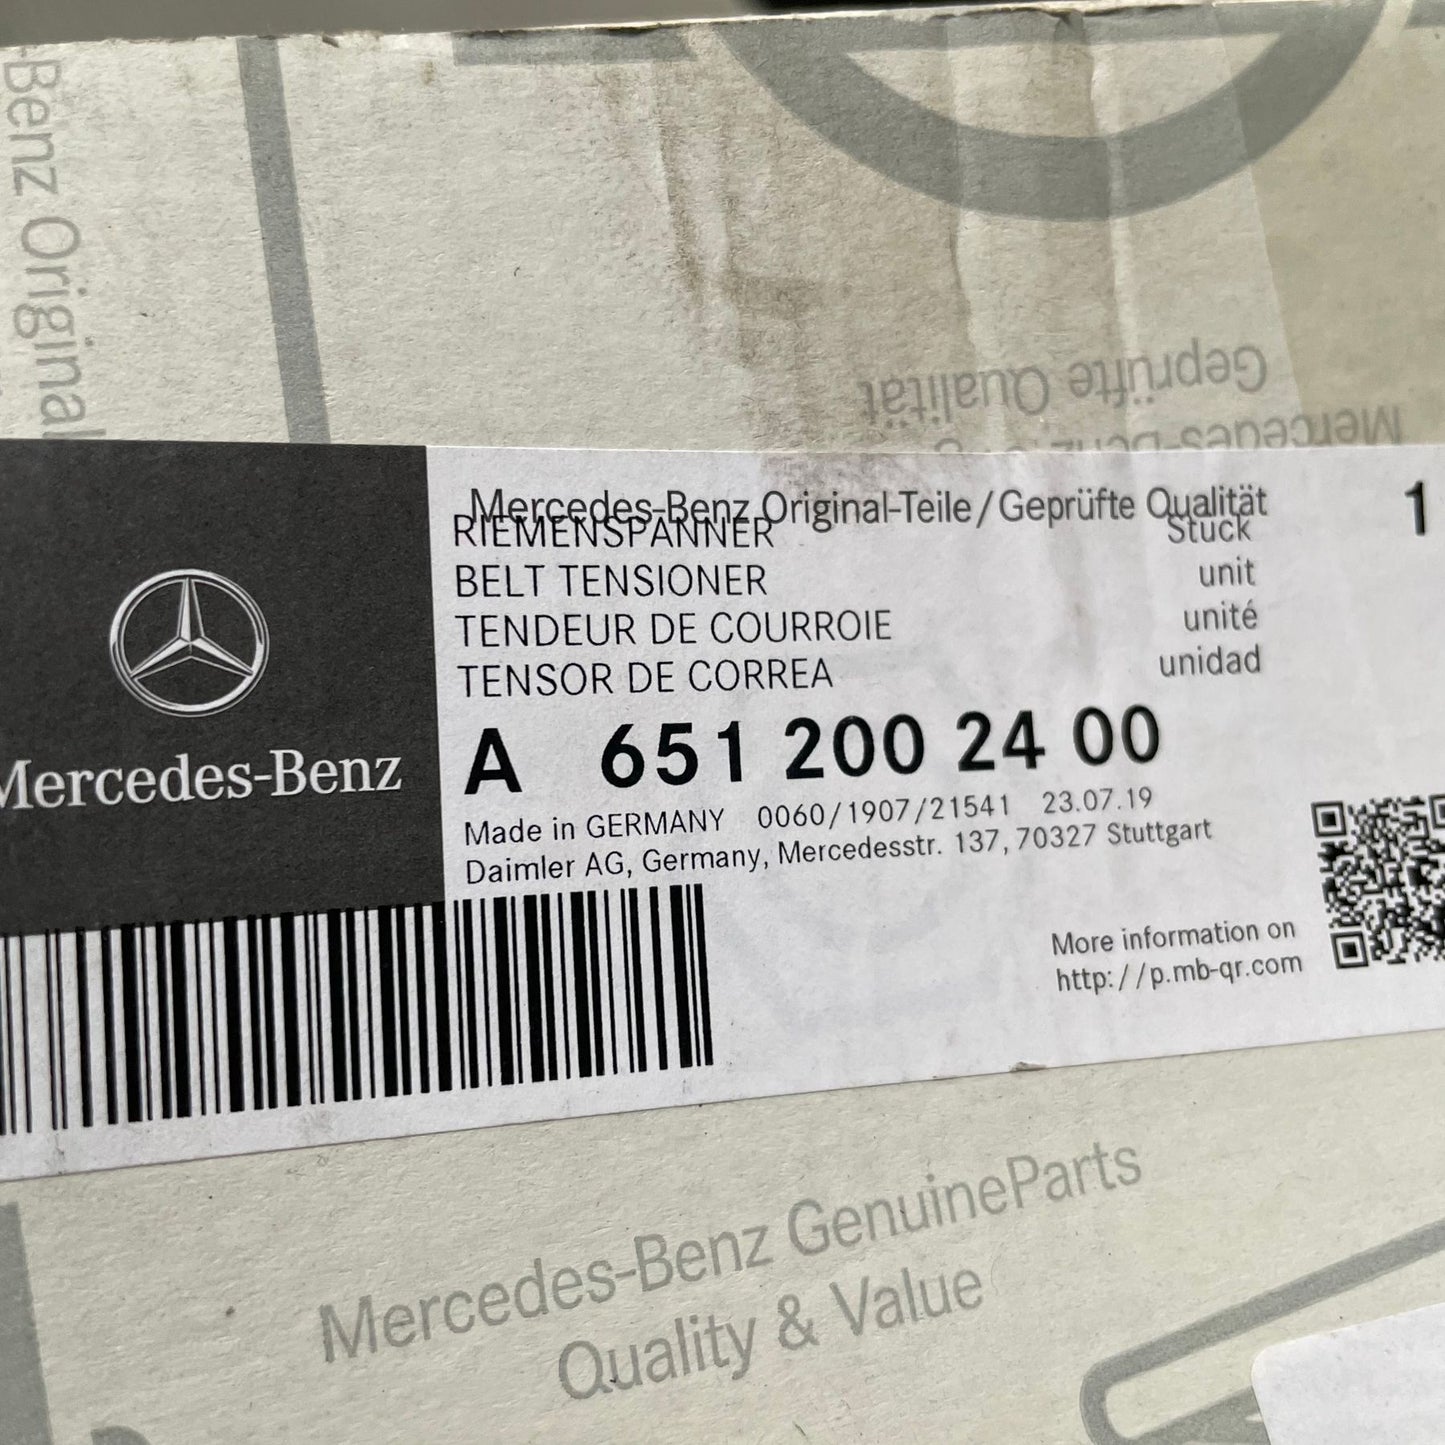 Benz Original
Geprüfte Qualität
Mercedes-Benz
Mercedes-Benz Original-Teile/Geprüfte Qualität 1
RIEMENSPANNER Stück
BELT TENSIONER unit
TENDEUR DE COURROIE unité
TENSOR DE CORREA unidad
A 651 200 24 00
Mercedes-Benz
Made in GERMANY 0060/1907/21541 23.07.19
Daimler AG, Germany, Mercedesstr. 137, 70327 Stuttgart
More information on
http://p.mb-qr.com
Mercedes-Benz GenuineParts
Quality & Value